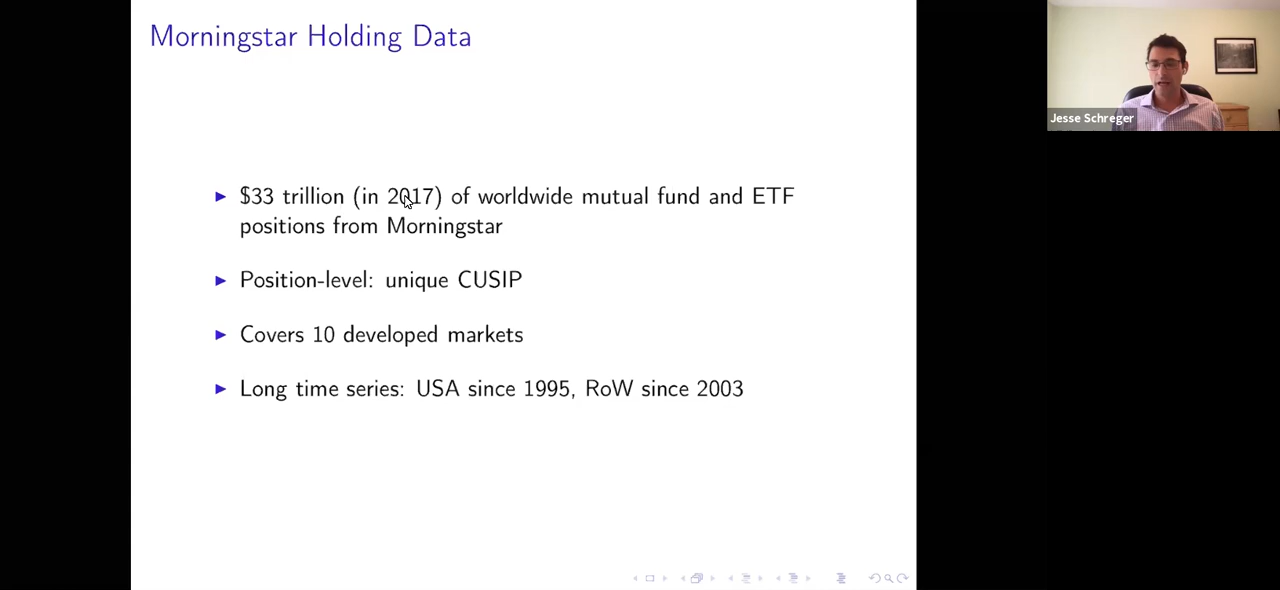 Morningstar Holding Data
Jesse Schreger
▶ $33 trillion (in 2017) of worldwide mutual fund and ETF
positions from Morningstar
▶ Position-level: unique CUSIP
▶ Covers 10 developed markets
▶ Long time series: USA since 1995, RoW since 2003